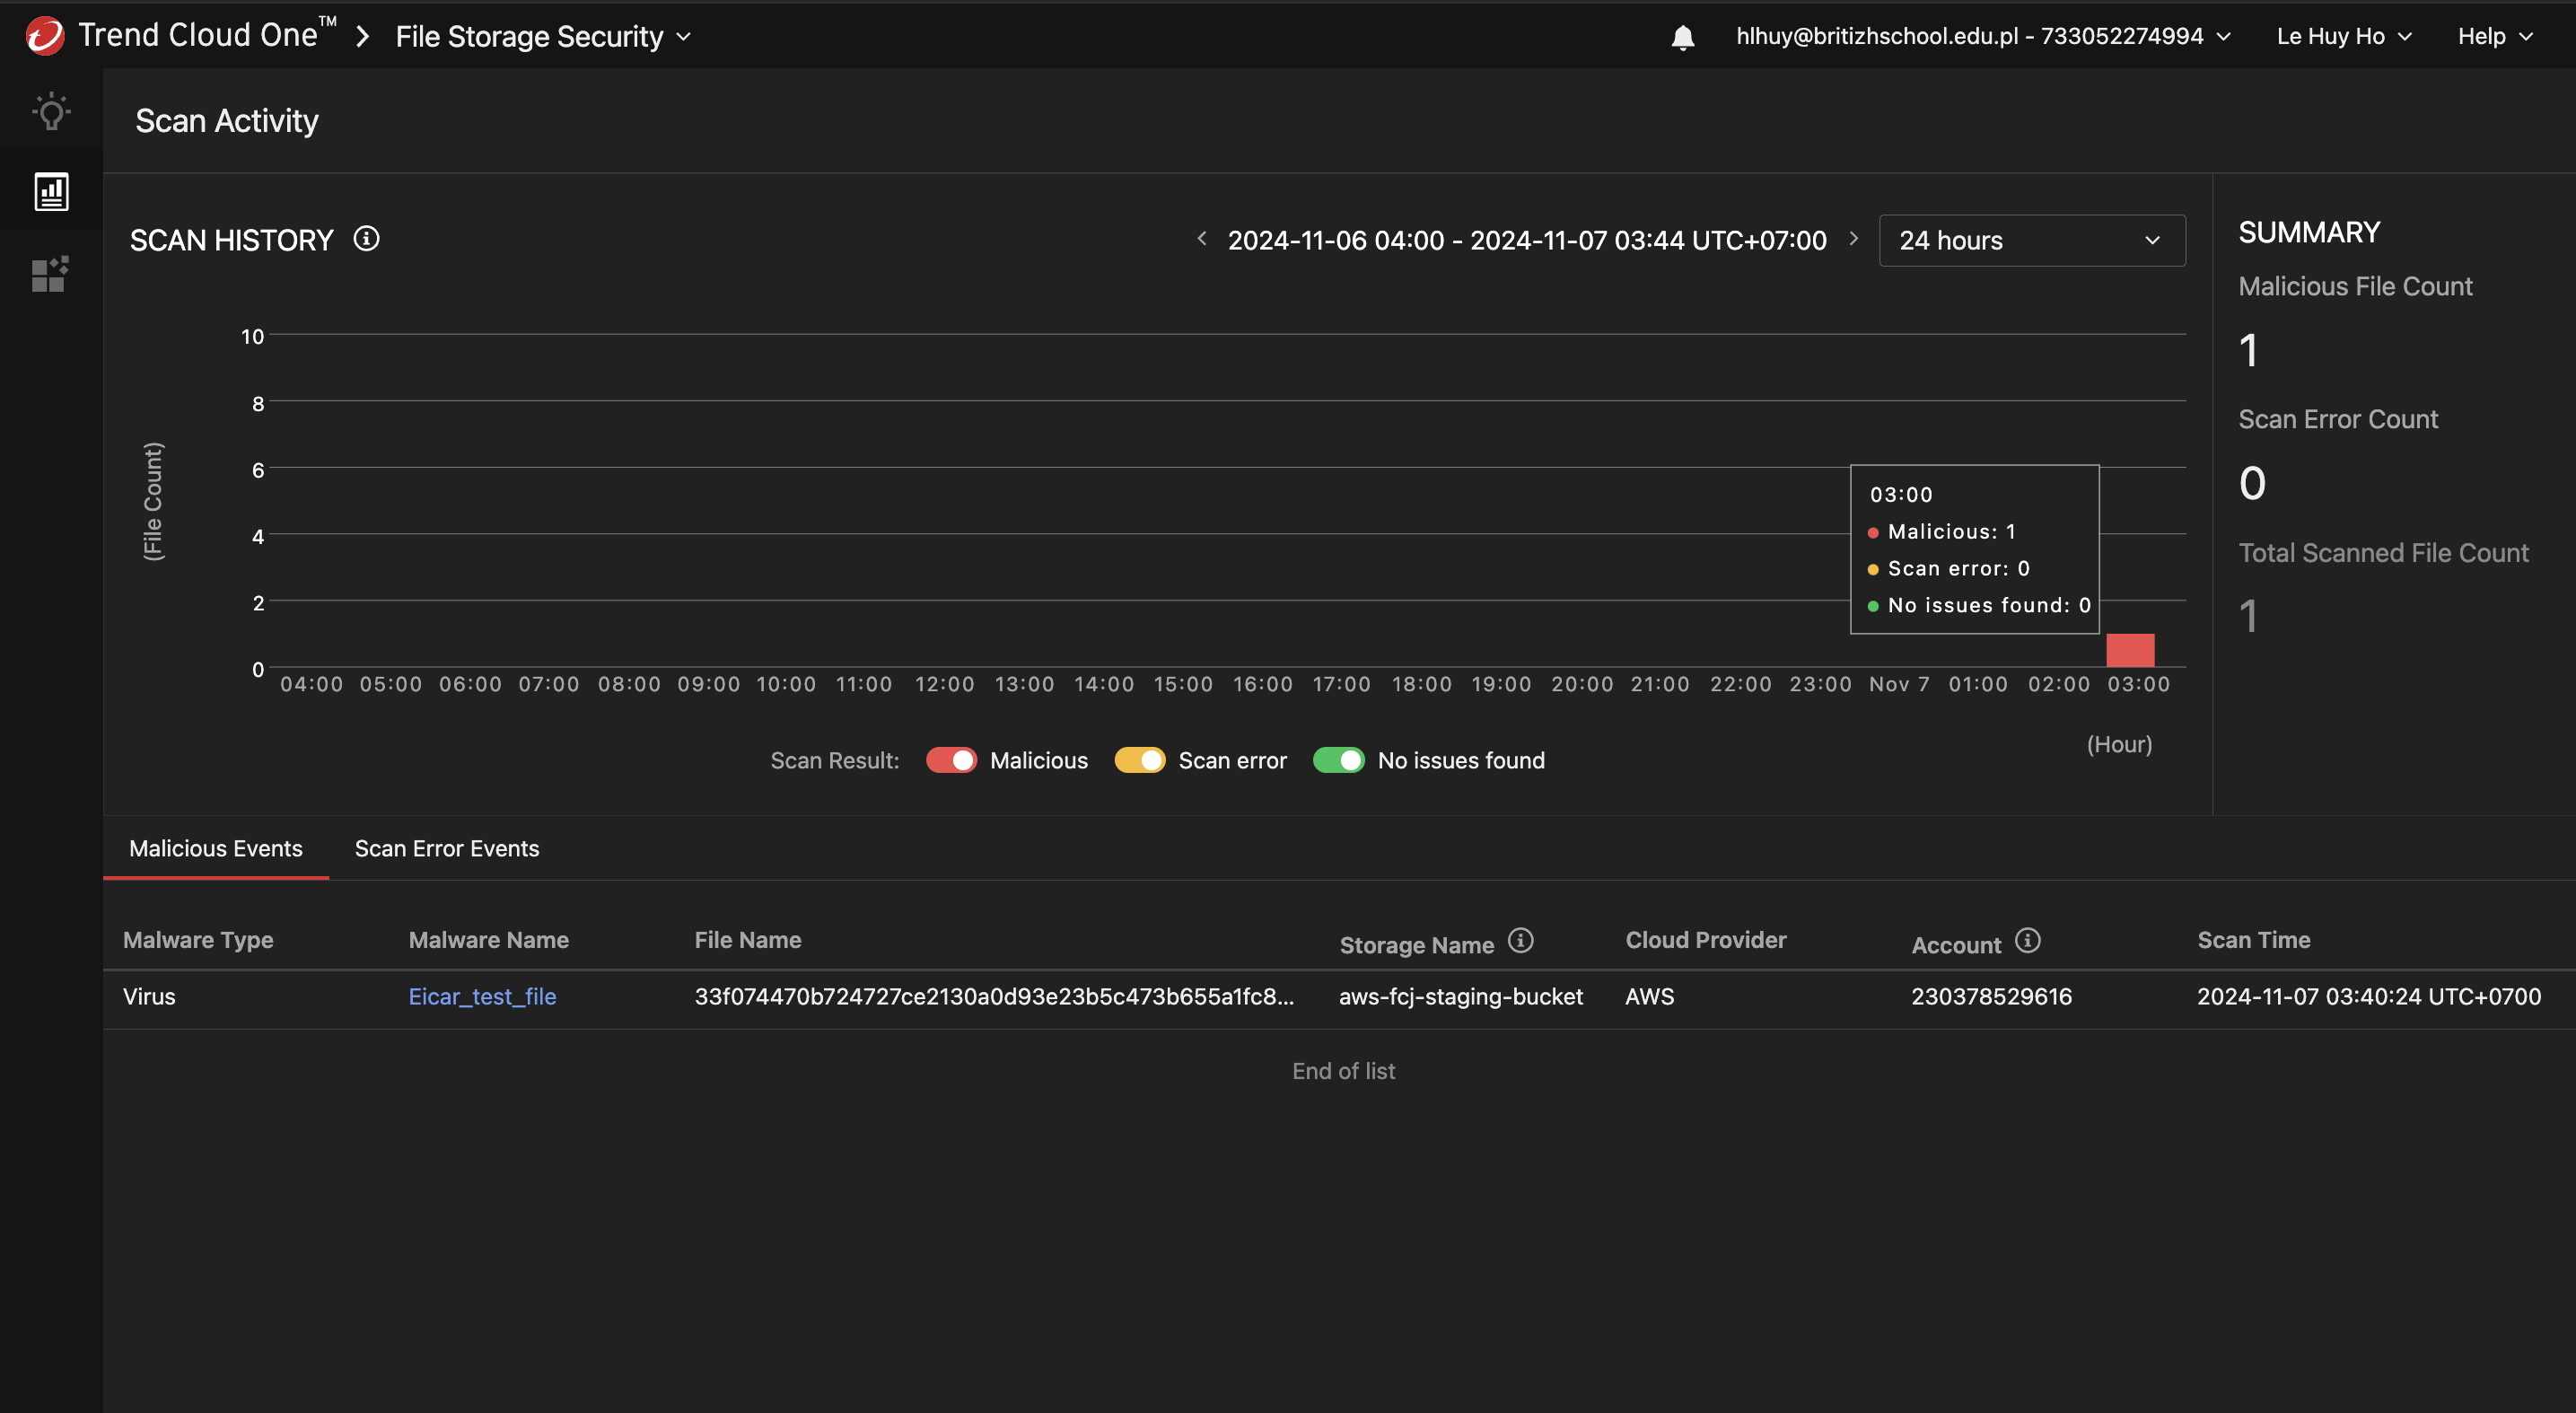 Trend Cloud One™ > File Storage Security
hlhuy@britizhschool.edu.pl - 733052274994
Le Huy Ho
Help
Scan Activity
SCAN HISTORY
2024-11-06 04:00 - 2024-11-07 03:44 UTC+07:00
24 hours
SUMMARY
Malicious File Count
1
Scan Error Count
0
Total Scanned File Count
1
(File Count)
10
8
6
4
2
0
03:00
Malicious: 1
Scan error: 0
No issues found: 0
04:00 05:00 06:00 07:00 08:00 09:00 10:00 11:00 12:00 13:00 14:00 15:00 16:00 17:00 18:00 19:00 20:00 21:00 22:00 23:00 Nov 7 01:00 02:00 03:00
(Hour)
Scan Result: Malicious Scan error No issues found
Malicious Events Scan Error Events
Malware Type Malware Name File Name Storage Name Cloud Provider Account Scan Time
Virus Eicar_test_file 33f074470b724727ce2130a0d93e23b5c473b655a1fc8... aws-fcj-staging-bucket AWS 230378529616 2024-11-07 03:40:24 UTC+0700
End of list